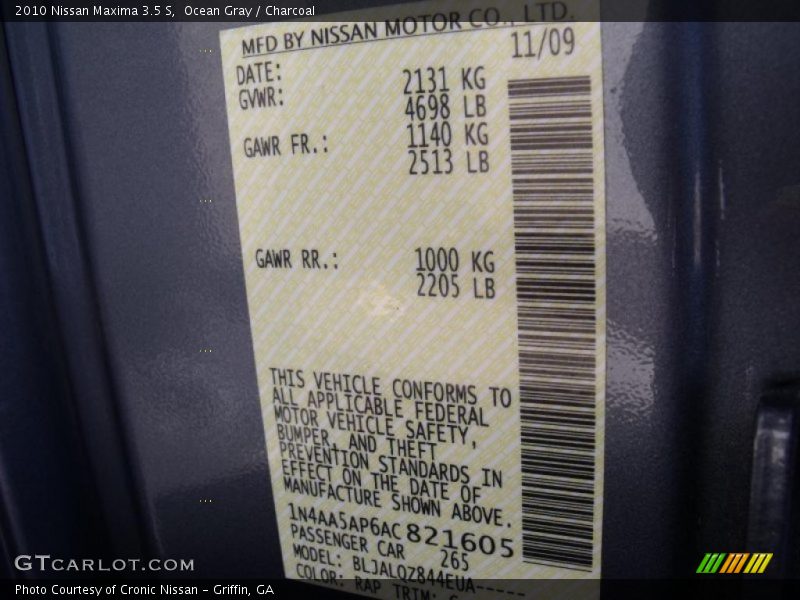 2010 Nissan Maxima 3.5 S,  Ocean Gray / Charcoal
MFD BY NISSAN MOTOR CO., LTD.
DATE: 11/09
GVWR: 2131 KG
4698 LB
GAWR FR.: 1140 KG
2513 LB
GAWR RR.: 1000 KG
2205 LB
THIS VEHICLE CONFORMS TO
ALL APPLICABLE FEDERAL
MOTOR VEHICLE SAFETY,
BUMPER, AND THEFT
PREVENTION STANDARDS IN
EFFECT ON THE DATE OF
MANUFACTURE SHOWN ABOVE.
1N4AA5AP6AC821605
PASSENGER CAR 265
MODEL: BLJALQZ844EUA-----
COLOR: RAP TRIM:
GTCARLOT.COM
Photo Courtesy of Cronic Nissan - Griffin, GA